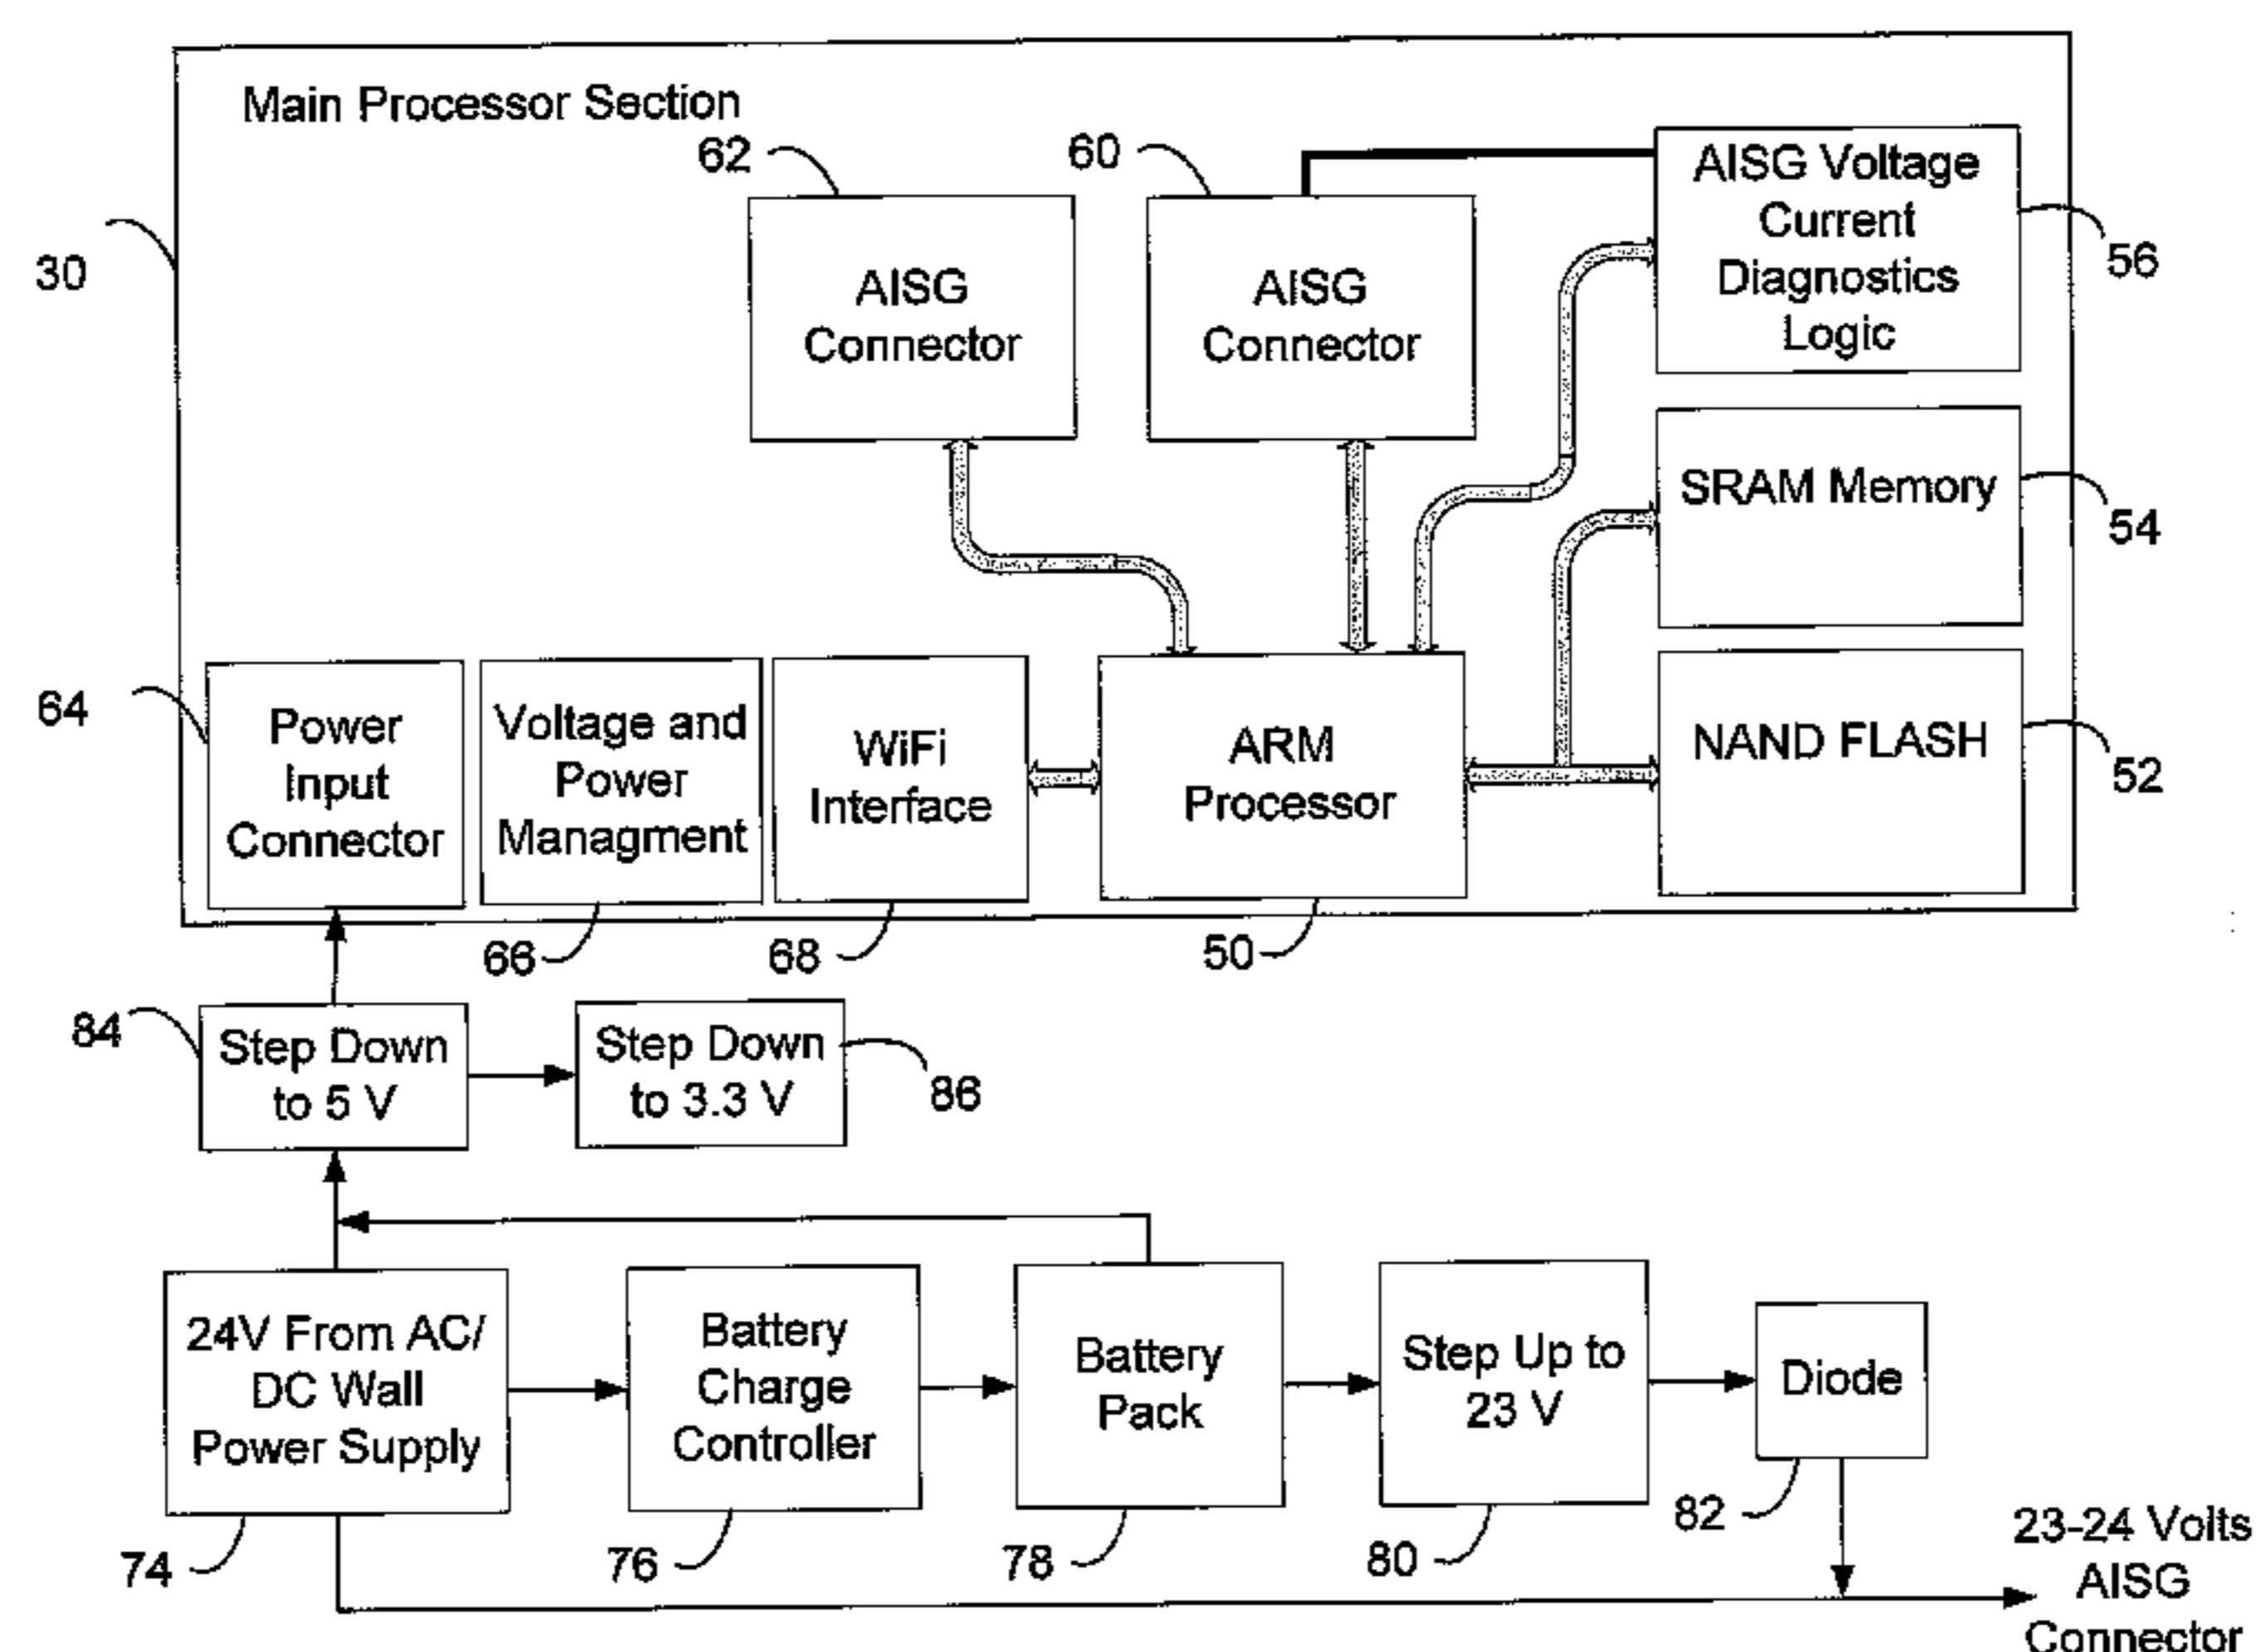 Main Processor Section
62
60
AISG Voltage
Current
Diagnostics
Logic
56
30
AISG
Connector
AISG
Connector
SRAM Memory
54
64
Power
Input
Connector
Voltage and
Power
Managment
WiFi
Interface
ARM
Processor
NAND FLASH
52
66
68
50
84
Step Down
to 5 V
Step Down
to 3.3 V
86
24V From AC/
DC Wall
Power Supply
Battery
Charge
Controller
Battery
Pack
Step Up to
23 V
Diode
74
76
78
80
82
23-24 Volts
AISG
Connector